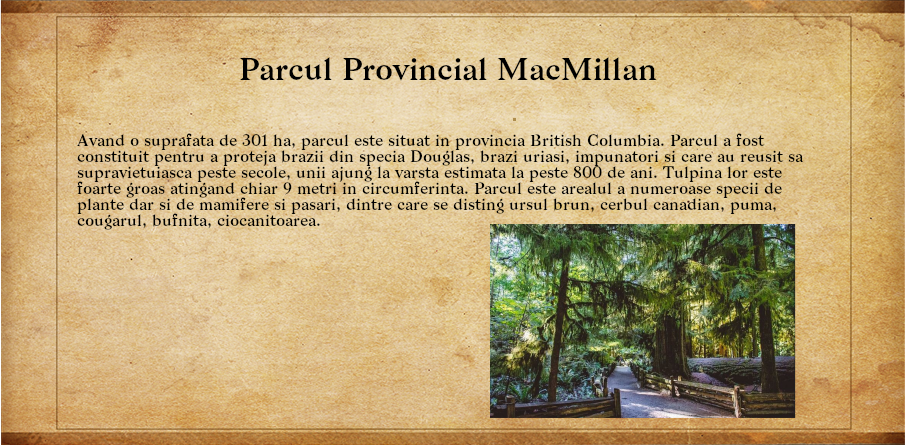 Parcul Provincial MacMillan
Avand o suprafata de 301 ha, parcul este situat in provincia British Columbia. Parcul a fost
constituit pentru a proteja brazii din specia Douglas, brazi uriasi, impunatori si care au reusit sa
supravietuiasca peste secole, unii ajung la varsta estimata la peste 800 de ani. Tulpina lor este
foarte groas atingand chiar 9 metri in circumferinta. Parcul este arealul a numeroase specii de
plante dar si de mamifere si pasari, dintre care se disting ursul brun, cerbul canadian, puma,
cougarul, bufnita, ciocanitoarea.